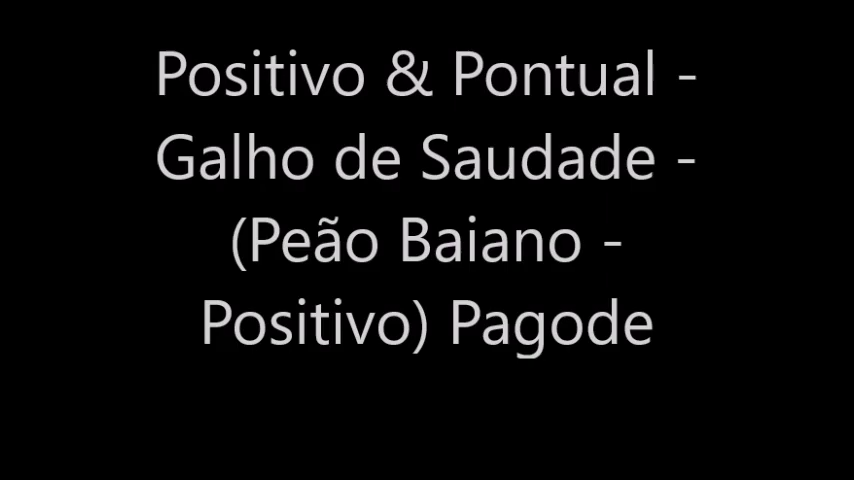 Positivo & Pontual -
Galho de Saudade -
(Peão Baiano -
Positivo) Pagode